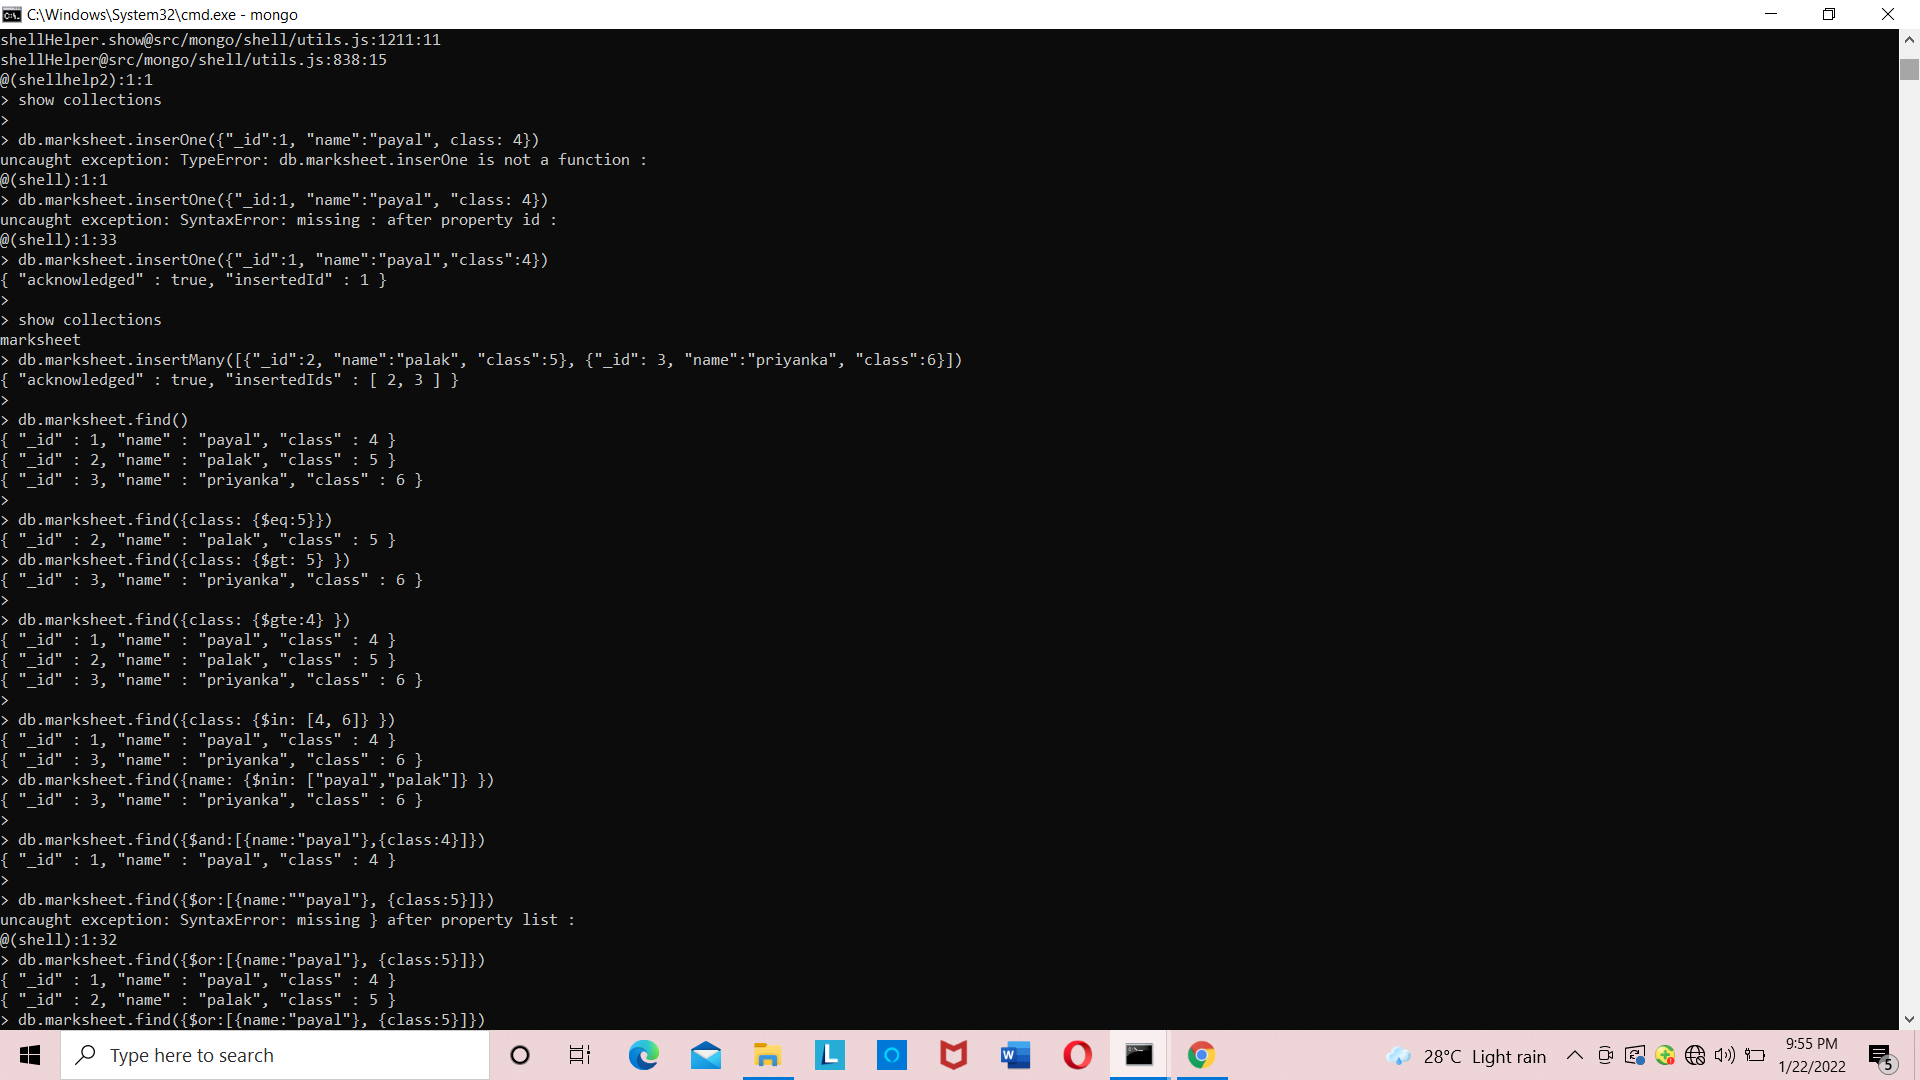 C:\Windows\System32\cmd.exe - mongo
shellHelper.show@src/mongo/shell/utils.js:1211:11
shellHelper@src/mongo/shell/utils.js:838:15
@(shellhelp2):1:1
> show collections
>
> db.marksheet.inserOne({"_id":1, "name":"payal", class: 4})
uncaught exception: TypeError: db.marksheet.inserOne is not a function :
@(shell):1:1
> db.marksheet.insertOne({"_id:1, "name":"payal", "class: 4})
uncaught exception: SyntaxError: missing : after property id :
@(shell):1:33
> db.marksheet.insertOne({"_id":1, "name":"payal","class":4})
{ "acknowledged" : true, "insertedId" : 1 }
>
> show collections
marksheet
> db.marksheet.insertMany([{"_id":2, "name":"palak", "class":5}, {"_id": 3, "name":"priyanka", "class":6}])
{ "acknowledged" : true, "insertedIds" : [ 2, 3 ] }
>
> db.marksheet.find()
{ "_id" : 1, "name" : "payal", "class" : 4 }
{ "_id" : 2, "name" : "palak", "class" : 5 }
{ "_id" : 3, "name" : "priyanka", "class" : 6 }
>
> db.marksheet.find({class: {$eq:5}})
{ "_id" : 2, "name" : "palak", "class" : 5 }
> db.marksheet.find({class: {$gt: 5} })
{ "_id" : 3, "name" : "priyanka", "class" : 6 }
>
> db.marksheet.find({class: {$gte:4} })
{ "_id" : 1, "name" : "payal", "class" : 4 }
{ "_id" : 2, "name" : "palak", "class" : 5 }
{ "_id" : 3, "name" : "priyanka", "class" : 6 }
>
> db.marksheet.find({class: {$in: [4, 6]} })
{ "_id" : 1, "name" : "payal", "class" : 4 }
{ "_id" : 3, "name" : "priyanka", "class" : 6 }
> db.marksheet.find({name: {$nin: ["payal","palak"]} })
{ "_id" : 3, "name" : "priyanka", "class" : 6 }
>
> db.marksheet.find({$and:[{name:"payal"},{class:4}]})
{ "_id" : 1, "name" : "payal", "class" : 4 }
>
> db.marksheet.find({$or:[{name:""payal"}, {class:5}]})
uncaught exception: SyntaxError: missing } after property list :
@(shell):1:32
> db.marksheet.find({$or:[{name:"payal"}, {class:5}]})
{ "_id" : 1, "name" : "payal", "class" : 4 }
{ "_id" : 2, "name" : "palak", "class" : 5 }
> db.marksheet.find({$or:[{name:"payal"}, {class:5}]})
Type here to search
28°C Light rain
9:55 PM
1/22/2022
5